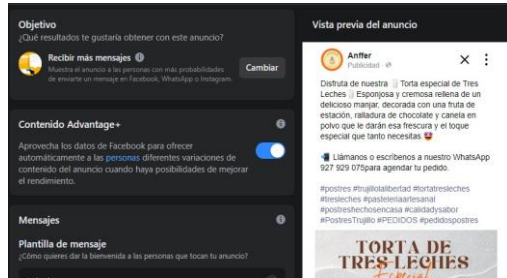 Objetivo
¿Qué resultados te gustaría obtener con este anuncio?
Recibir más mensajes
Muestra el anuncio a las personas con más probabilidades
de enviarte un mensaje en Facebook, WhatsApp o Instagram.
Cambiar
Contenido Advantage+
Aprovecha los datos de Facebook para ofrecer
automáticamente a las personas diferentes variaciones de
contenido del anuncio cuando haya posibilidades de mejorar
el rendimiento.
Mensajes
Plantilla de mensaje
¿Cómo quieres dar la bienvenida a las personas que tocan tu anuncio?
Vista previa del anuncio
Anffer
Publicidad
Disfruta de nuestra Torta especial de Tres
Leches Esponjosa y cremosa rellena de un
delicioso manjar, decorada con una fruta de
estación, ralladura de chocolate y canela en
polvo que le darán esa frescura y el toque
especial que tanto necesitas
Llámanos o escríbenos a nuestro WhatsApp
927 929 075para agendar tu pedido.
#postres #trujillolalibertad #tortatresleches
#tresleches #pasteleriaartesanal
#postreshechosencasa #calidadysabor
#PostresTrujillo #PEDIDOS #pedidospostres
TORTA DE
TRES LECHES
Especial